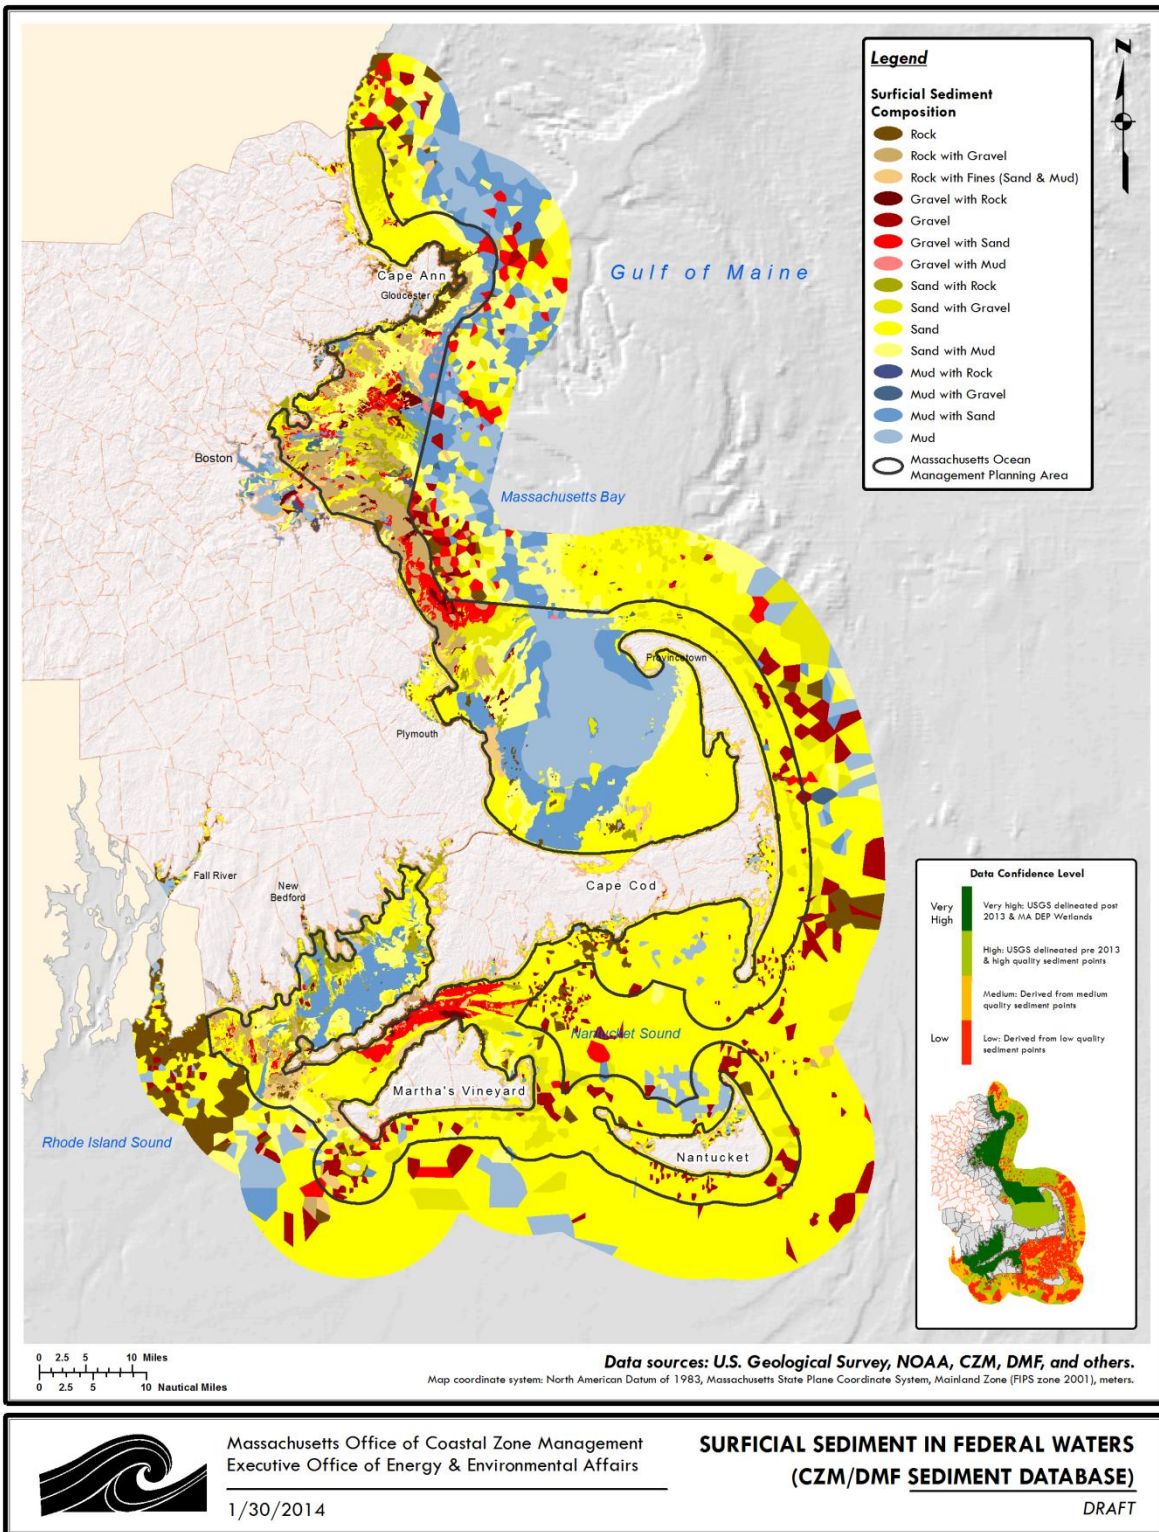 Legend
Surficial Sediment
Composition
Rock
Rock with Gravel
Rock with Fines (Sand & Mud)
Gravel with Rock
Gravel
Gravel with Sand
Gravel with Mud
Sand with Rock
Sand with Gravel
Sand
Sand with Mud
Mud with Rock
Mud with Gravel
Mud with Sand
Mud
Massachusetts Ocean
Management Planning Area
N
Gulf of Maine
Cape Ann
Gloucester
Boston
Massachusetts Bay
Provincetown
Plymouth
Fall River
New
Bedford
Cape Cod
Nantucket Sound
Martha's Vineyard
Rhode Island Sound
Nantucket
Data Confidence Level
Very
High
Very high: USGS delineated post
2013 & MA DEP Wetlands
High: USGS delineated pre 2013
& high quality sediment points
Medium: Derived from medium
quality sediment points
Low
Low: Derived from low quality
sediment points
0 2.5 5 10 Miles
0 2.5 5 10 Nautical Miles
Data sources: U.S. Geological Survey, NOAA, CZM, DMF, and others.
Map coordinate system: North American Datum of 1983, Massachusetts State Plane Coordinate System, Mainland Zone (FIPS zone 2001), meters.
Massachusetts Office of Coastal Zone Management
Executive Office of Energy & Environmental Affairs
1/30/2014
SURFICIAL SEDIMENT IN FEDERAL WATERS
(CZM/DMF SEDIMENT DATABASE)
DRAFT